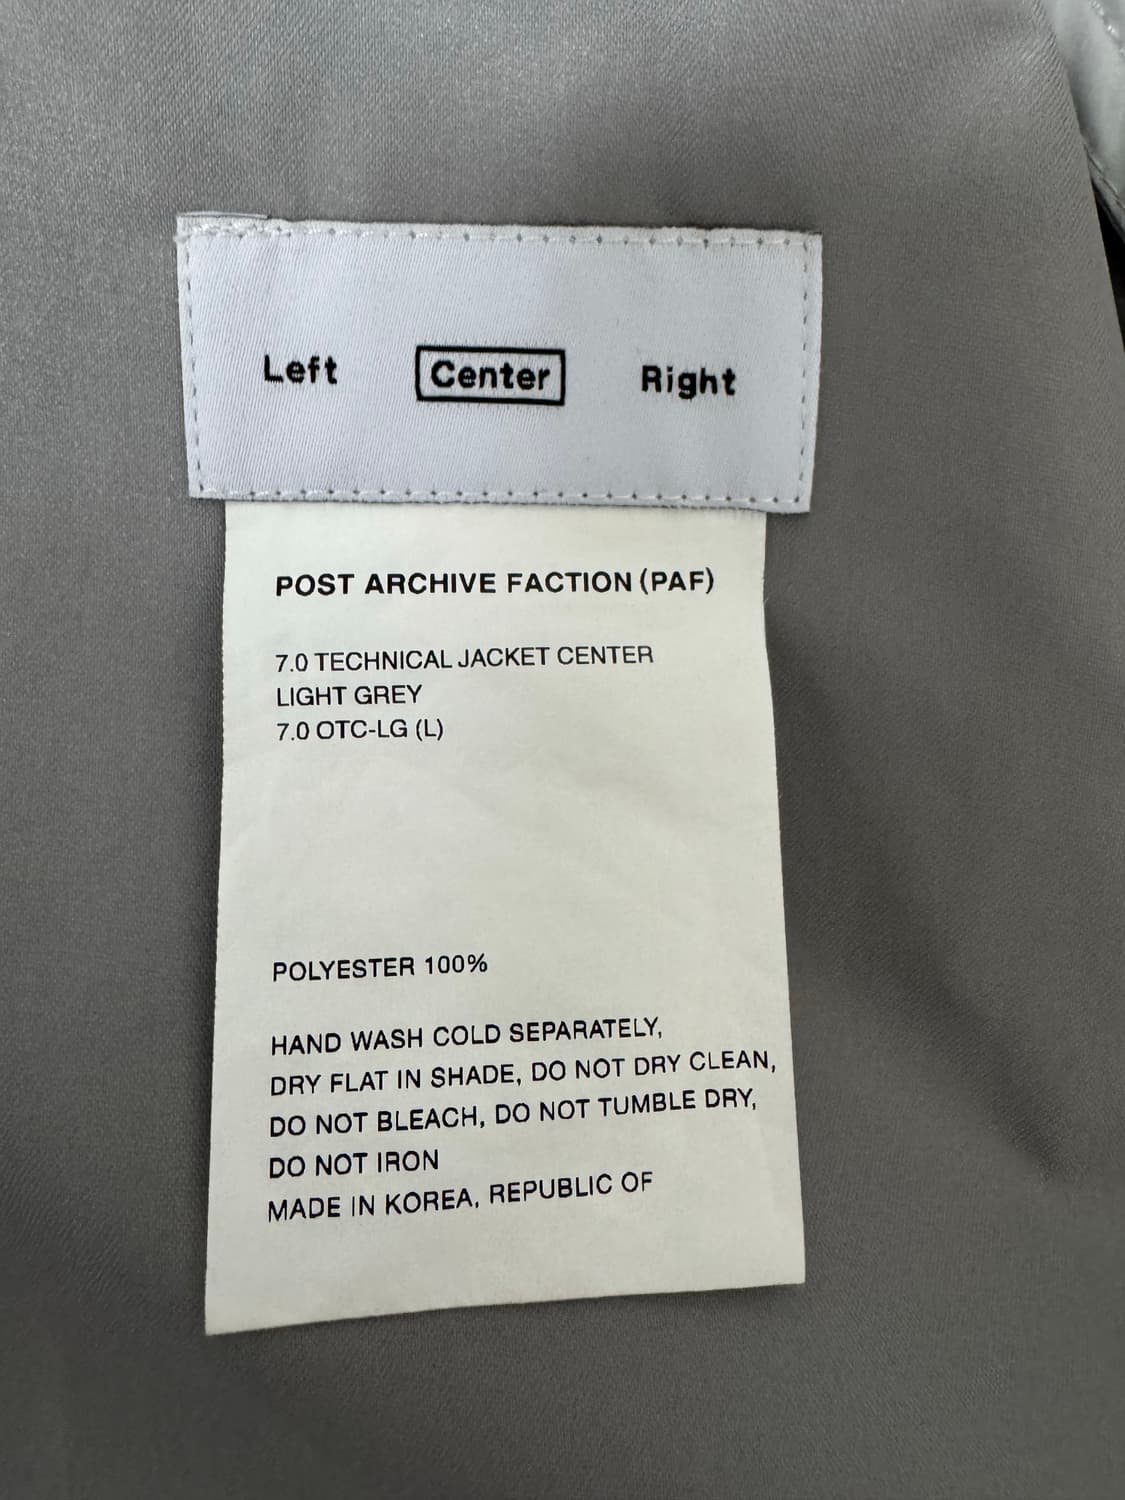 Left Center Right
POST ARCHIVE FACTION (PAF)
7.0 TECHNICAL JACKET CENTER
LIGHT GREY
7.0 OTC-LG (L)
POLYESTER 100%
HAND WASH COLD SEPARATELY,
DRY FLAT IN SHADE, DO NOT DRY CLEAN,
DO NOT BLEACH, DO NOT TUMBLE DRY,
DO NOT IRON
MADE IN KOREA, REPUBLIC OF